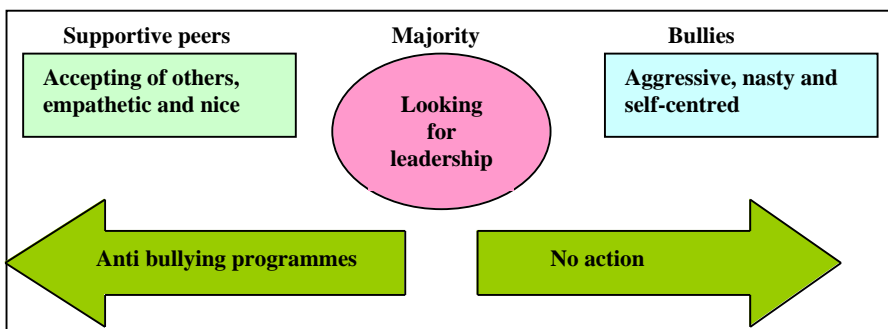 Supportive peers
Majority
Bullies
Accepting of others,
empathetic and nice
Looking
for
leadership
Aggressive, nasty and
self-centred
Anti bullying programmes
No action